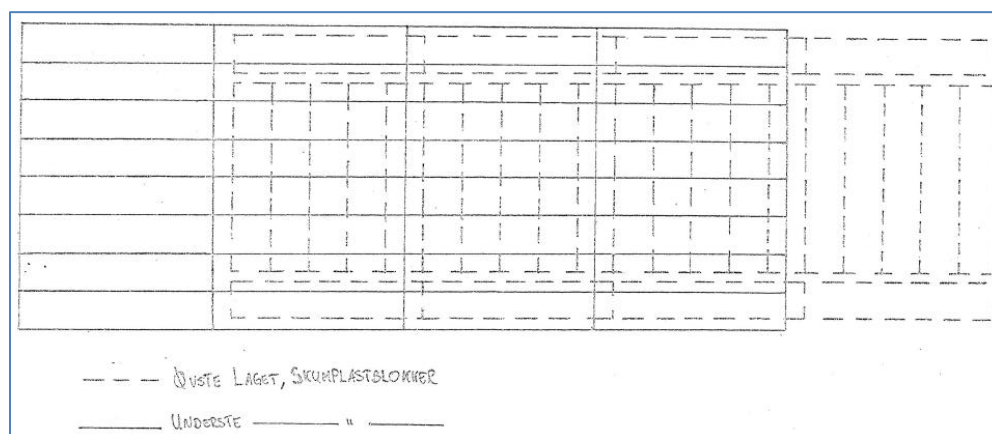 --- ØVSTE LAGET, SKUMPLASTBLOKKER
——— UNDERSTE ——— " ———